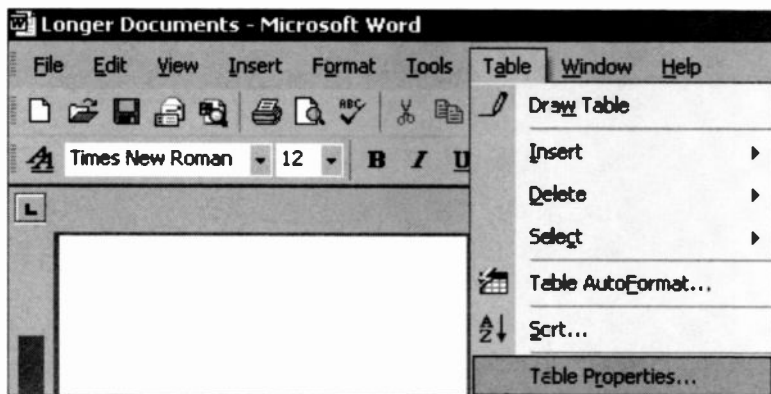 Longer Documents - Microsoft Word
File Edit View Insert Format Tools Table Window Help
ABC
Draw Table
Times New Roman 12 B I U
Insert
Delete
Select
Table AutoFormat...
A Z Sort...
Table Properties...